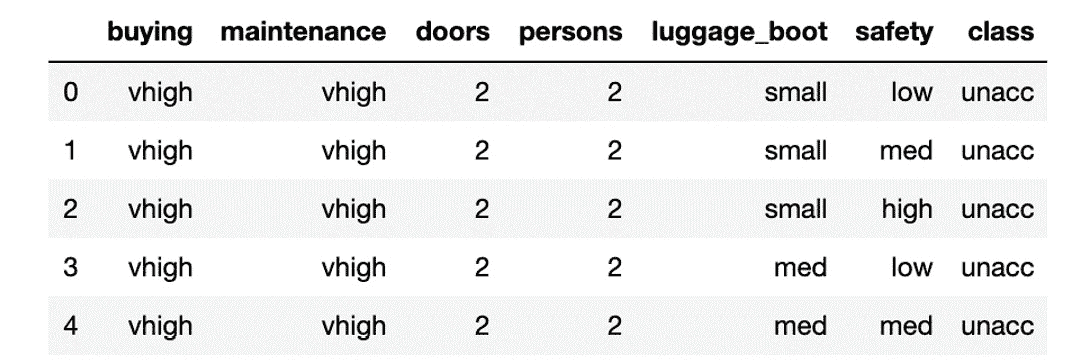 buying maintenance doors persons luggage_boot safety class
0 vhigh vhigh 2 2 small low unacc
1 vhigh vhigh 2 2 small med unacc
2 vhigh vhigh 2 2 small high unacc
3 vhigh vhigh 2 2 med low unacc
4 vhigh vhigh 2 2 med med unacc